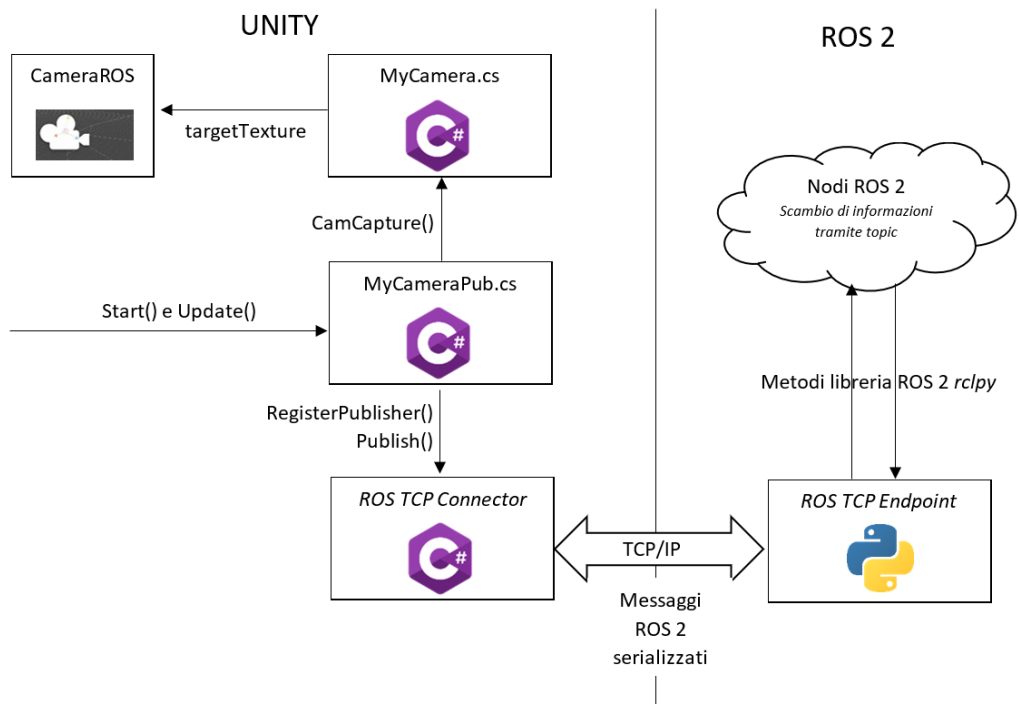 UNITY
ROS 2
CameraROS
MyCamera.cs
C#
targetTexture
Nodi ROS 2
Scambio di informazioni
tramite topic
CamCapture()
MyCameraPub.cs
C#
Start() e Update()
Metodi libreria ROS 2 rclpy
RegisterPublisher()
Publish()
ROS TCP Connector
C#
ROS TCP Endpoint
TCP/IP
Messaggi
ROS 2
serializzati